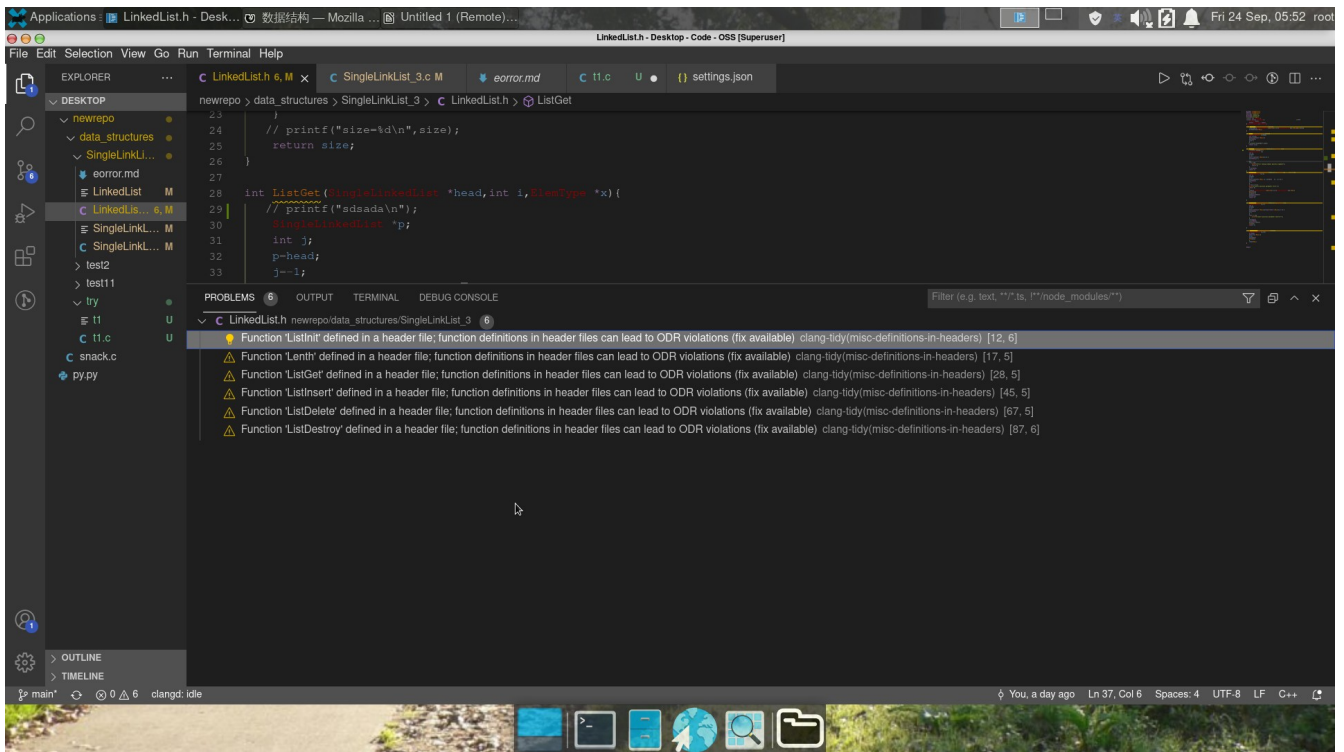 Applications : LinkedList.h - Desk... 数据结构 — Mozilla ... Untitled 1 (Remote)... Fri 24 Sep, 05:52 root
LinkedList.h - Desktop - Code - OSS [Superuser]
File Edit Selection View Go Run Terminal Help
EXPLORER ... LinkedList.h 6, M SingleLinkList_3.c M eorror.md t1.c U settings.json
DESKTOP
newrepo > data_structures > SingleLinkList_3 > C LinkedList.h > ListGet
newrepo
data_structures
SingleLinkLi...
eorror.md
LinkedList M
C LinkedLis... 6, M
SingleLinkL... M
C SingleLinkL... M
test2
test11
try
t1 U
C t1.c U
C snack.c
py.py
23 }
24 // printf("size=%d\n",size);
25 return size;
26 }
27
28 int ListGet(SingleLinkedList *head,int i,ElemType *x){
29 // printf("sdsada\n");
30 SingleLinkedList *p;
31 int j;
32 p=head;
33 j=-1;
PROBLEMS 6 OUTPUT TERMINAL DEBUG CONSOLE Filter (e.g. text, **/*.ts, !**/node_modules/**)
C LinkedList.h newrepo/data_structures/SingleLinkList_3 6
Function 'ListInit' defined in a header file; function definitions in header files can lead to ODR violations (fix available) clang-tidy(misc-definitions-in-headers) [12, 6]
Function 'Lenth' defined in a header file; function definitions in header files can lead to ODR violations (fix available) clang-tidy(misc-definitions-in-headers) [17, 5]
Function 'ListGet' defined in a header file; function definitions in header files can lead to ODR violations (fix available) clang-tidy(misc-definitions-in-headers) [28, 5]
Function 'ListInsert' defined in a header file; function definitions in header files can lead to ODR violations (fix available) clang-tidy(misc-definitions-in-headers) [45, 5]
Function 'ListDelete' defined in a header file; function definitions in header files can lead to ODR violations (fix available) clang-tidy(misc-definitions-in-headers) [67, 5]
Function 'ListDestroy' defined in a header file; function definitions in header files can lead to ODR violations (fix available) clang-tidy(misc-definitions-in-headers) [87, 6]
OUTLINE
TIMELINE
main* 0 6 clangd: idle You, a day ago Ln 37, Col 6 Spaces: 4 UTF-8 LF C++